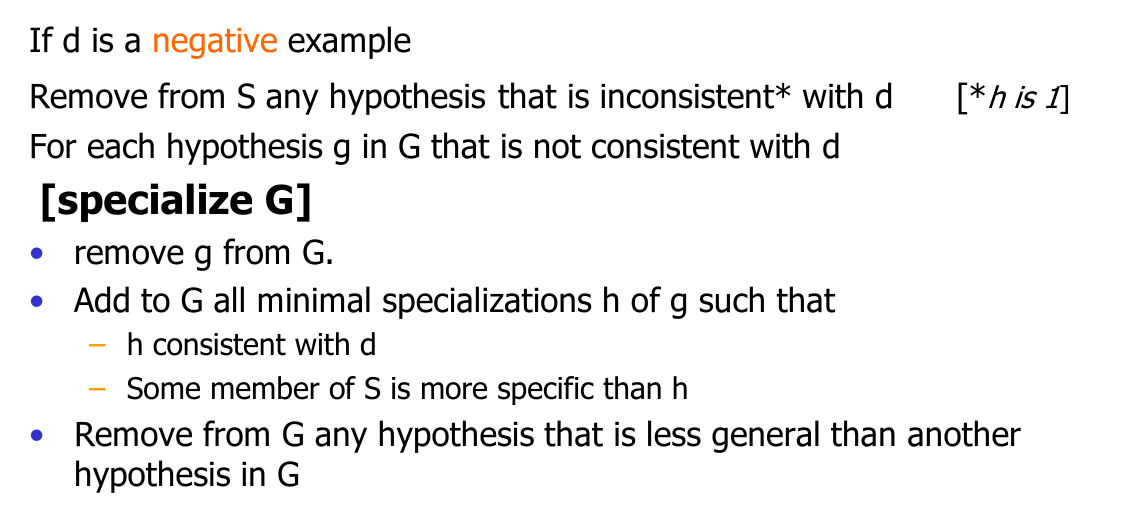 If d is a negative example
Remove from S any hypothesis that is inconsistent* with d [*h is 1]
For each hypothesis g in G that is not consistent with d
[specialize G]
• remove g from G.
• Add to G all minimal specializations h of g such that
– h consistent with d
– Some member of S is more specific than h
• Remove from G any hypothesis that is less general than another
hypothesis in G